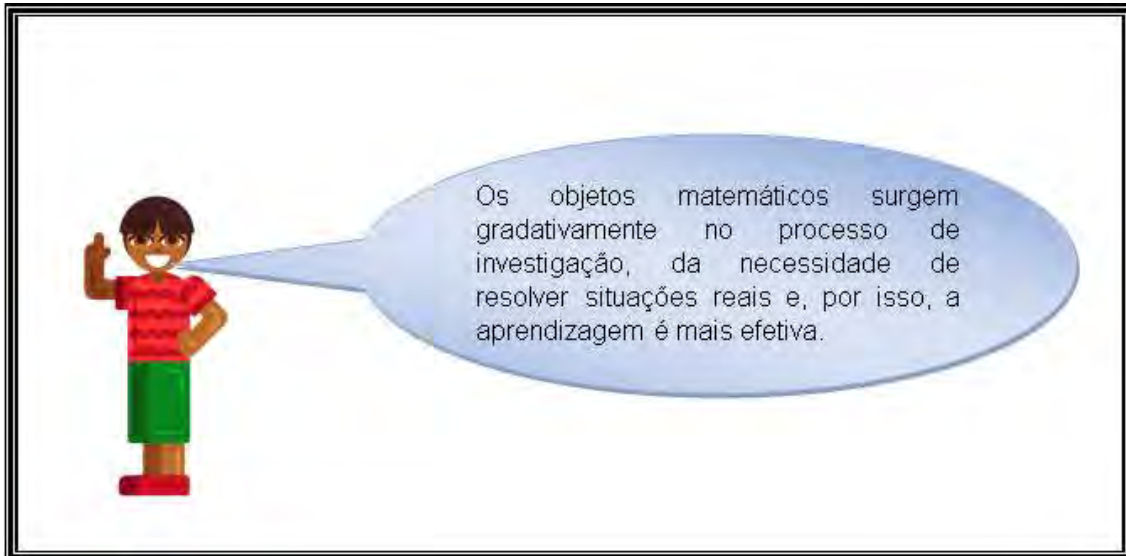 Os objetos matemáticos surgem
gradativamente no processo de
investigação, da necessidade de
resolver situações reais e, por isso, a
aprendizagem é mais efetiva.